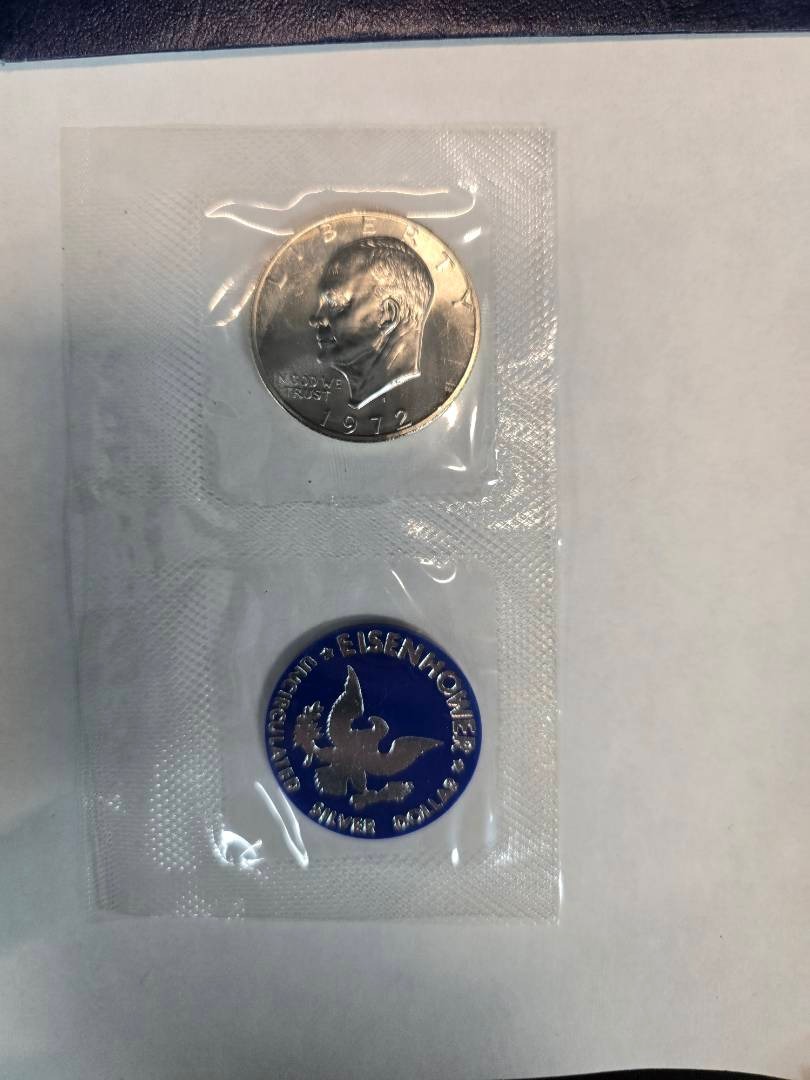 LIBERTY
IN GOD WE
TRUST
S
1972
EISENHOWER
UNCIRCULATED SILVER DOLLAR